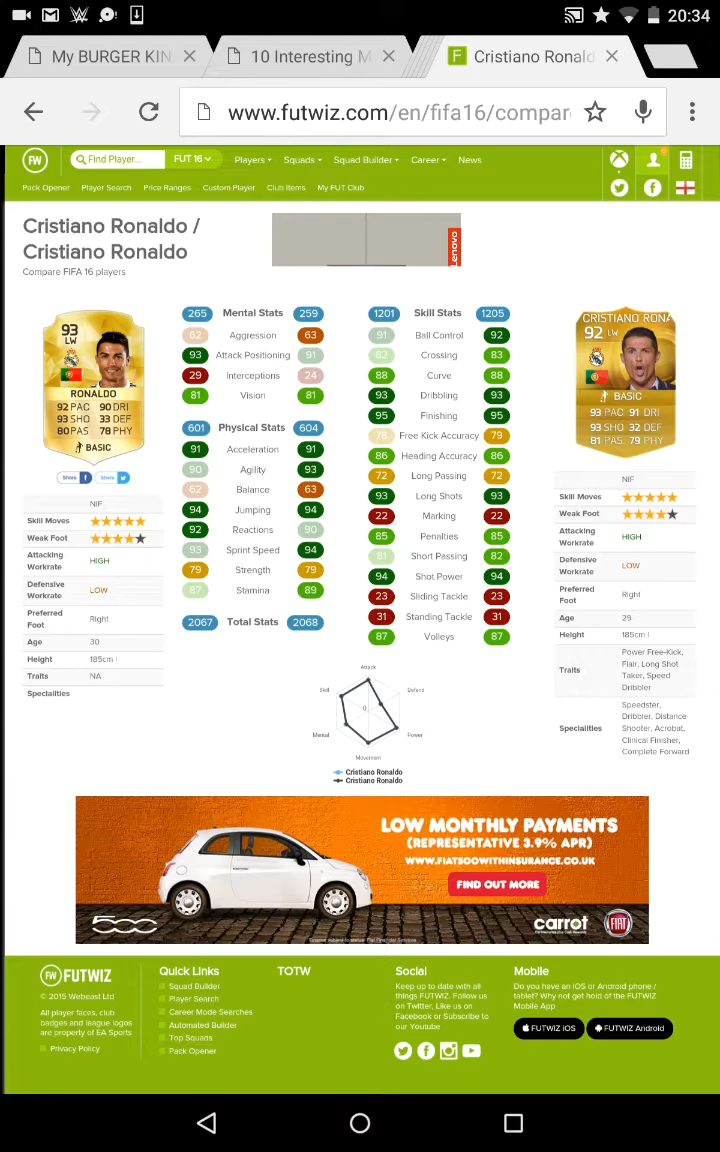 20:34
My BURGER KIN
10 Interesting M
Cristiano Ronald
www.futwiz.com/en/fifa16/compar
FW
Find Player...
FUT 16
Players
Squads
Squad Builder
Career
News
Pack Opener
Player Search
Price Ranges
Custom Player
Club Items
My FUT Club
Cristiano Ronaldo /
Cristiano Ronaldo
Compare FIFA 16 players
Lenovo
93
LW
RONALDO
92 PAC 90 DRI
93 SHO 33 DEF
80 PAS 78 PHY
BASIC
Share Share
NIF
Skill Moves
Weak Foot
Attacking Workrate HIGH
Defensive Workrate LOW
Preferred Foot Right
Age 30
Height 185cm |
Traits NA
Specialities
265 Mental Stats 259
62 Aggression 63
93 Attack Positioning 91
29 Interceptions 24
81 Vision 81
601 Physical Stats 604
91 Acceleration 91
90 Agility 93
62 Balance 63
94 Jumping 94
92 Reactions 90
93 Sprint Speed 94
79 Strength 79
87 Stamina 89
2067 Total Stats 2068
1201 Skill Stats 1205
91 Ball Control 92
82 Crossing 83
88 Curve 88
93 Dribbling 93
95 Finishing 95
Free Kick Accuracy 79
86 Heading Accuracy 86
72 Long Passing 72
93 Long Shots 93
22 Marking 22
85 Penalties 85
81 Short Passing 82
94 Shot Power 94
23 Sliding Tackle 23
31 Standing Tackle 31
87 Volleys 87
CRISTIANO RONA
92 LW
BASIC
93 PAC 91 DRI
93 SHO 32 DEF
81 PAS 79 PHY
NIF
Skill Moves
Weak Foot
Attacking Workrate HIGH
Defensive Workrate LOW
Preferred Foot Right
Age 29
Height 185cm |
Traits
Power Free-Kick,
Flair, Long Shot
Taker, Speed
Dribbler
Specialities
Speedster,
Dribbler, Distance
Shooter, Acrobat,
Clinical Finisher,
Complete Forward
Attack
Skill
Defend
0
Mental
Power
Movement
Cristiano Ronaldo
Cristiano Ronaldo
LOW MONTHLY PAYMENTS
(REPRESENTATIVE 3.9% APR)
WWW.FIAT500WITHINSURANCE.CO.UK
FIND OUT MORE
500
carrot
FIAT
FW FUTWIZ
© 2015 Webeast Ltd
All player faces, club
badges and league logos
are property of EA Sports
Privacy Policy
Quick Links
Squad Builder
Player Search
Career Mode Searches
Automated Builder
Top Squads
Pack Opener
TOTW
Social
Keep up to date with all
things FUTWIZ. Follow us
on Twitter, Like us on
Facebook or Subscribe to
our Youtube
Mobile
Do you have an iOS or Android phone /
tablet? Why not get hold of the FUTWIZ
Mobile App
FUTWIZ iOS
FUTWIZ Android